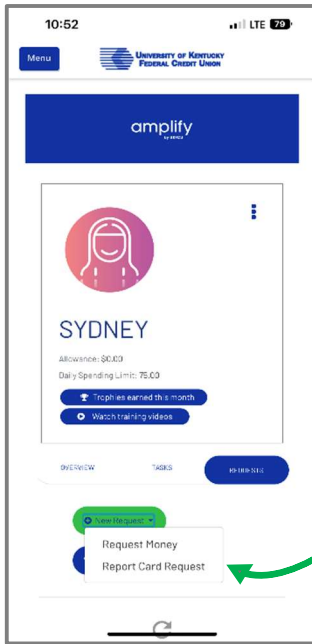 10:52
LTE 79
Menu
University of Kentucky
Federal Credit Union
amplify
SYDNEY
Allowance: $0.00
Daily Spending Limit: 75.00
Trophies earned this month
Watch training videos
OVERVIEW TASKS REQUESTS
New Request
Request Money
Report Card Request